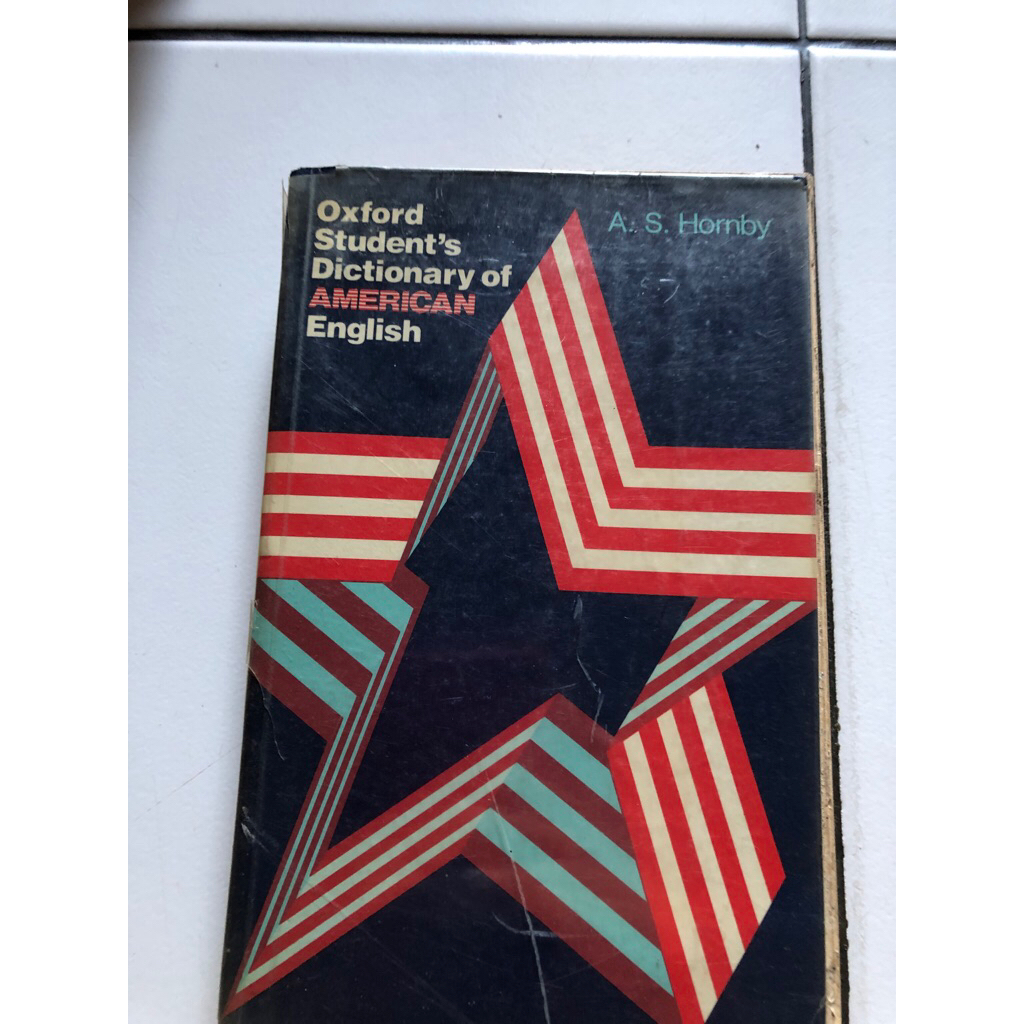 Oxford
Student's
Dictionary of
AMERICAN
English
A. S. Hornby